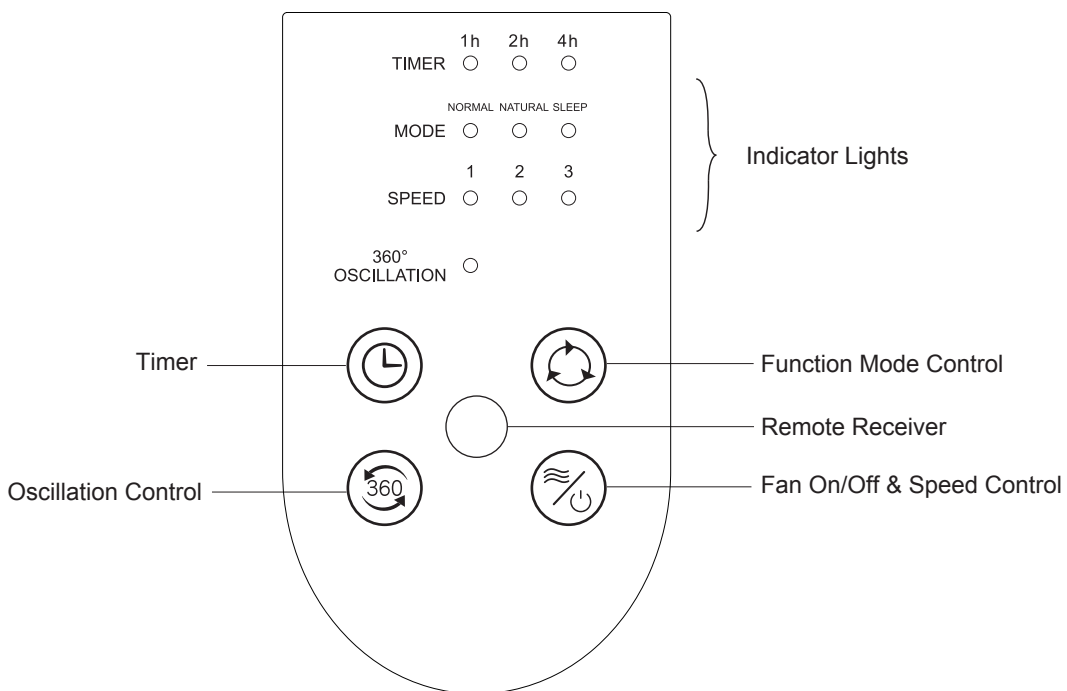 1h 2h 4h
TIMER
NORMAL NATURAL SLEEP
MODE
Indicator Lights
1 2 3
SPEED
360°
OSCILLATION
Timer
Function Mode Control
Remote Receiver
360
Oscillation Control
Fan On/Off & Speed Control